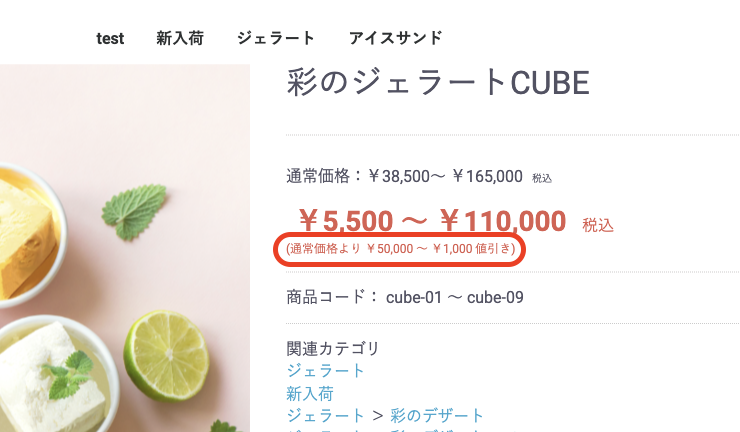 test 新入荷 ジェラート アイスサンド
彩のジェラートCUBE
通常価格：￥38,500～ ￥165,000 税込
￥5,500 ～ ￥110,000 税込
(通常価格より ￥50,000 ～ ￥1,000 値引き)
商品コード： cube-01 ～ cube-09
関連カテゴリ
ジェラート
新入荷
ジェラート ＞ 彩のデザート